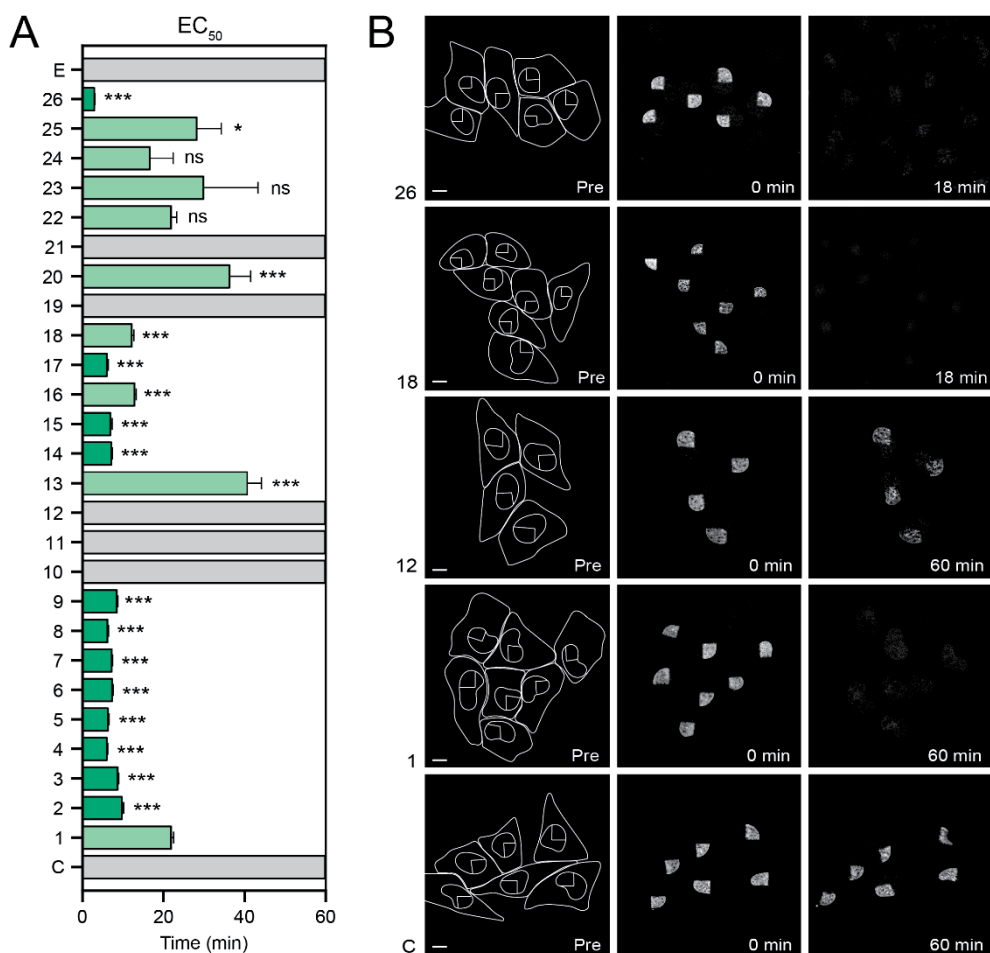 A
EC50
E
26 ***
25 *
24 ns
23 ns
22 ns
21
20 ***
19
18 ***
17 ***
16 ***
15 ***
14 ***
13 ***
12
11
10
9 ***
8 ***
7 ***
6 ***
5 ***
4 ***
3 ***
2 ***
1
C
0 20 40 60
Time (min)
B
26 Pre 0 min 18 min
18 Pre 0 min 18 min
12 Pre 0 min 60 min
1 Pre 0 min 60 min
C Pre 0 min 60 min